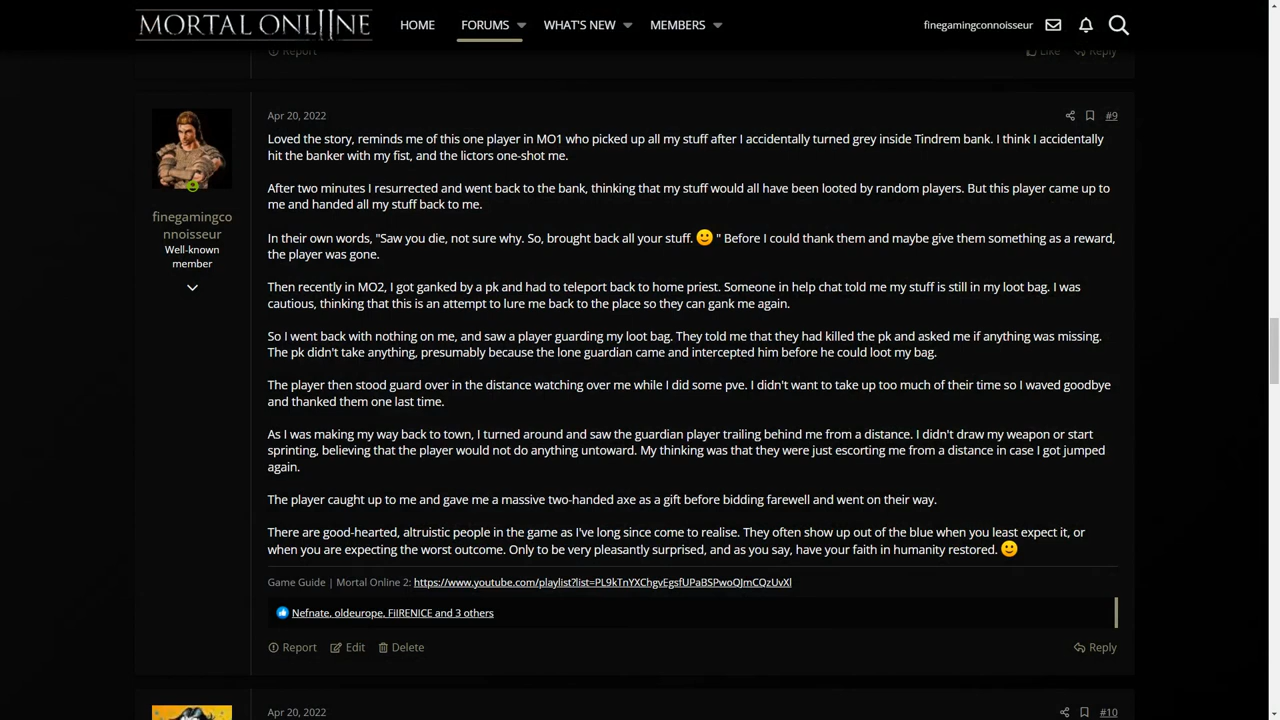 MORTAL ONLINE
HOME
FORUMS
WHAT'S NEW
MEMBERS
finegamingconnoisseur
Report
Like
Reply
Apr 20, 2022
#9
finegamingco
nnoisseur
Well-known
member
Loved the story, reminds me of this one player in MO1 who picked up all my stuff after I accidentally turned grey inside Tindrem bank. I think I accidentally
hit the banker with my fist, and the lictors one-shot me.
After two minutes I resurrected and went back to the bank, thinking that my stuff would all have been looted by random players. But this player came up to
me and handed all my stuff back to me.
In their own words, "Saw you die, not sure why. So, brought back all your stuff. 🙂 " Before I could thank them and maybe give them something as a reward,
the player was gone.
Then recently in MO2, I got ganked by a pk and had to teleport back to home priest. Someone in help chat told me my stuff is still in my loot bag. I was
cautious, thinking that this is an attempt to lure me back to the place so they can gank me again.
So I went back with nothing on me, and saw a player guarding my loot bag. They told me that they had killed the pk and asked me if anything was missing.
The pk didn't take anything, presumably because the lone guardian came and intercepted him before he could loot my bag.
The player then stood guard over in the distance watching over me while I did some pve. I didn't want to take up too much of their time so I waved goodbye
and thanked them one last time.
As I was making my way back to town, I turned around and saw the guardian player trailing behind me from a distance. I didn't draw my weapon or start
sprinting, believing that the player would not do anything untoward. My thinking was that they were just escorting me from a distance in case I got jumped
again.
The player caught up to me and gave me a massive two-handed axe as a gift before bidding farewell and went on their way.
There are good-hearted, altruistic people in the game as I've long since come to realise. They often show up out of the blue when you least expect it, or
when you are expecting the worst outcome. Only to be very pleasantly surprised, and as you say, have your faith in humanity restored. 🙂
Game Guide | Mortal Online 2: https://www.youtube.com/playlist?list=PL9kTnYXChgvEgsfUPaBSPwoQJmCQzUvXl
Nefnate, oldeurope, FiIRENICE and 3 others
Report
Edit
Delete
Reply
Apr 20, 2022
#10